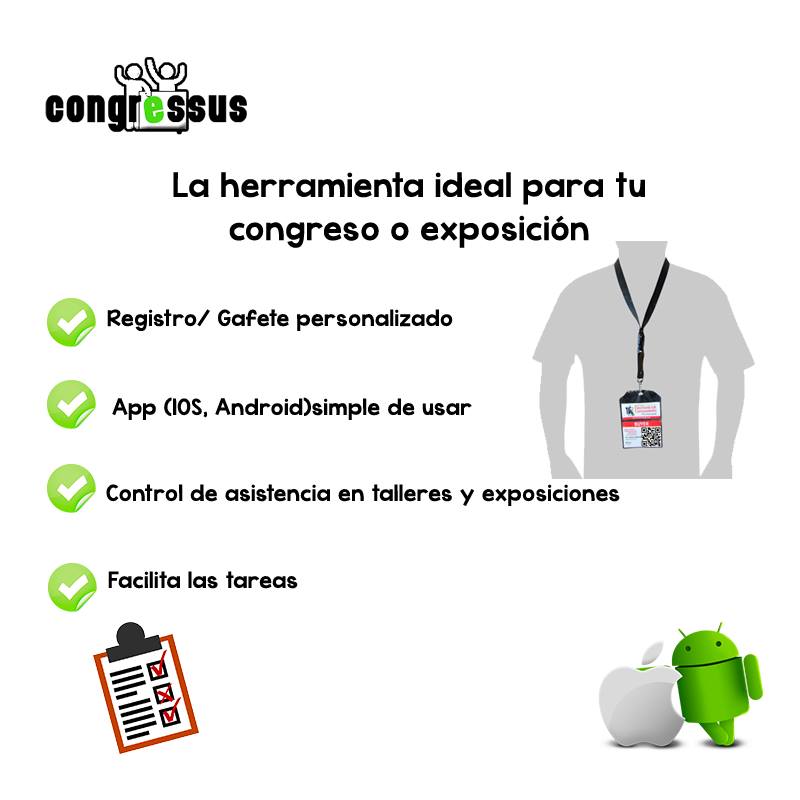 congressus
La herramienta ideal para tu
congreso o exposición
Registro/ Gafete personalizado
App (IOS, Android)simple de usar
Control de asistencia en talleres y exposiciones
Facilita las tareas